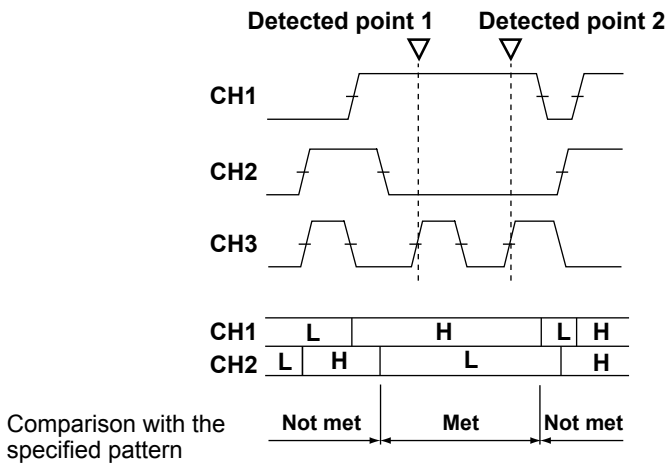 Detected point 1 Detected point 2
CH1
CH2
CH3
CH1 L H L H
CH2 L H L H
Comparison with the
specified pattern
Not met Met Not met